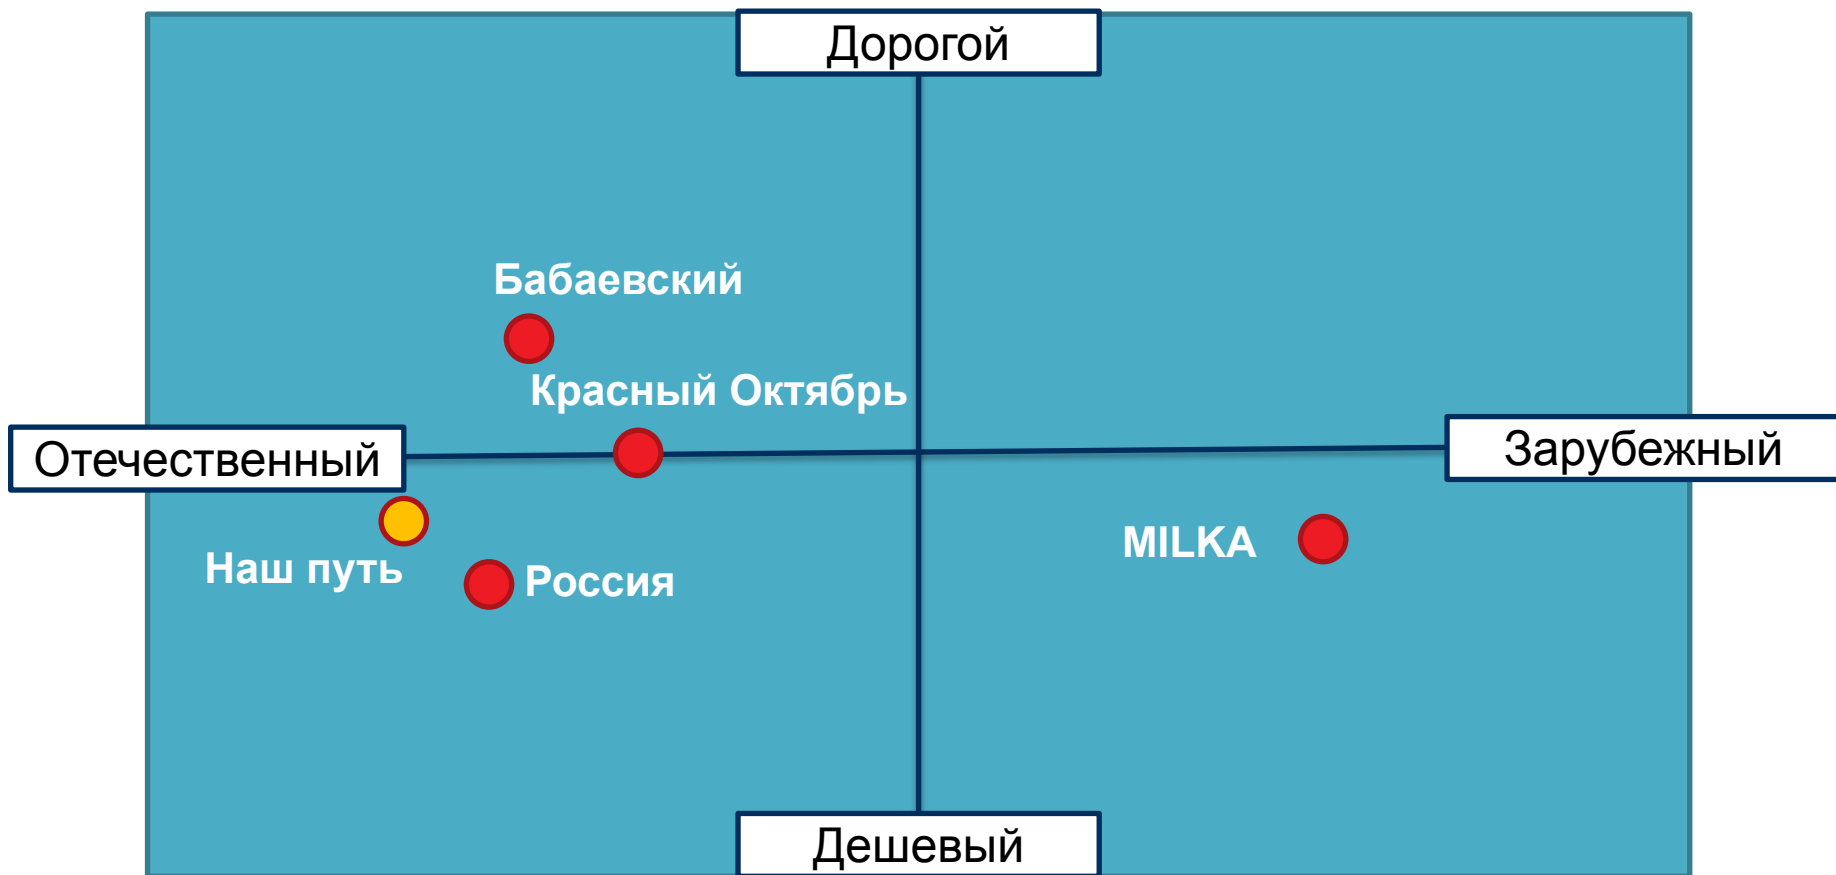 Дорогой
Бабаевский
Красный Октябрь
Отечественный
Зарубежный
MILKA
Наш путь
Россия
Дешевый